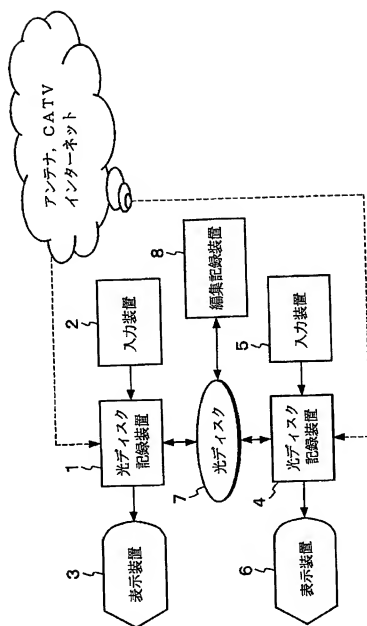 アンテナ，CATV
インターネット
2
入力装置
1
光ディスク
記録装置
3
表示装置
8
編集記録装置
7
光ディスク
5
入力装置
4
光ディスク
記録装置
6
表示装置